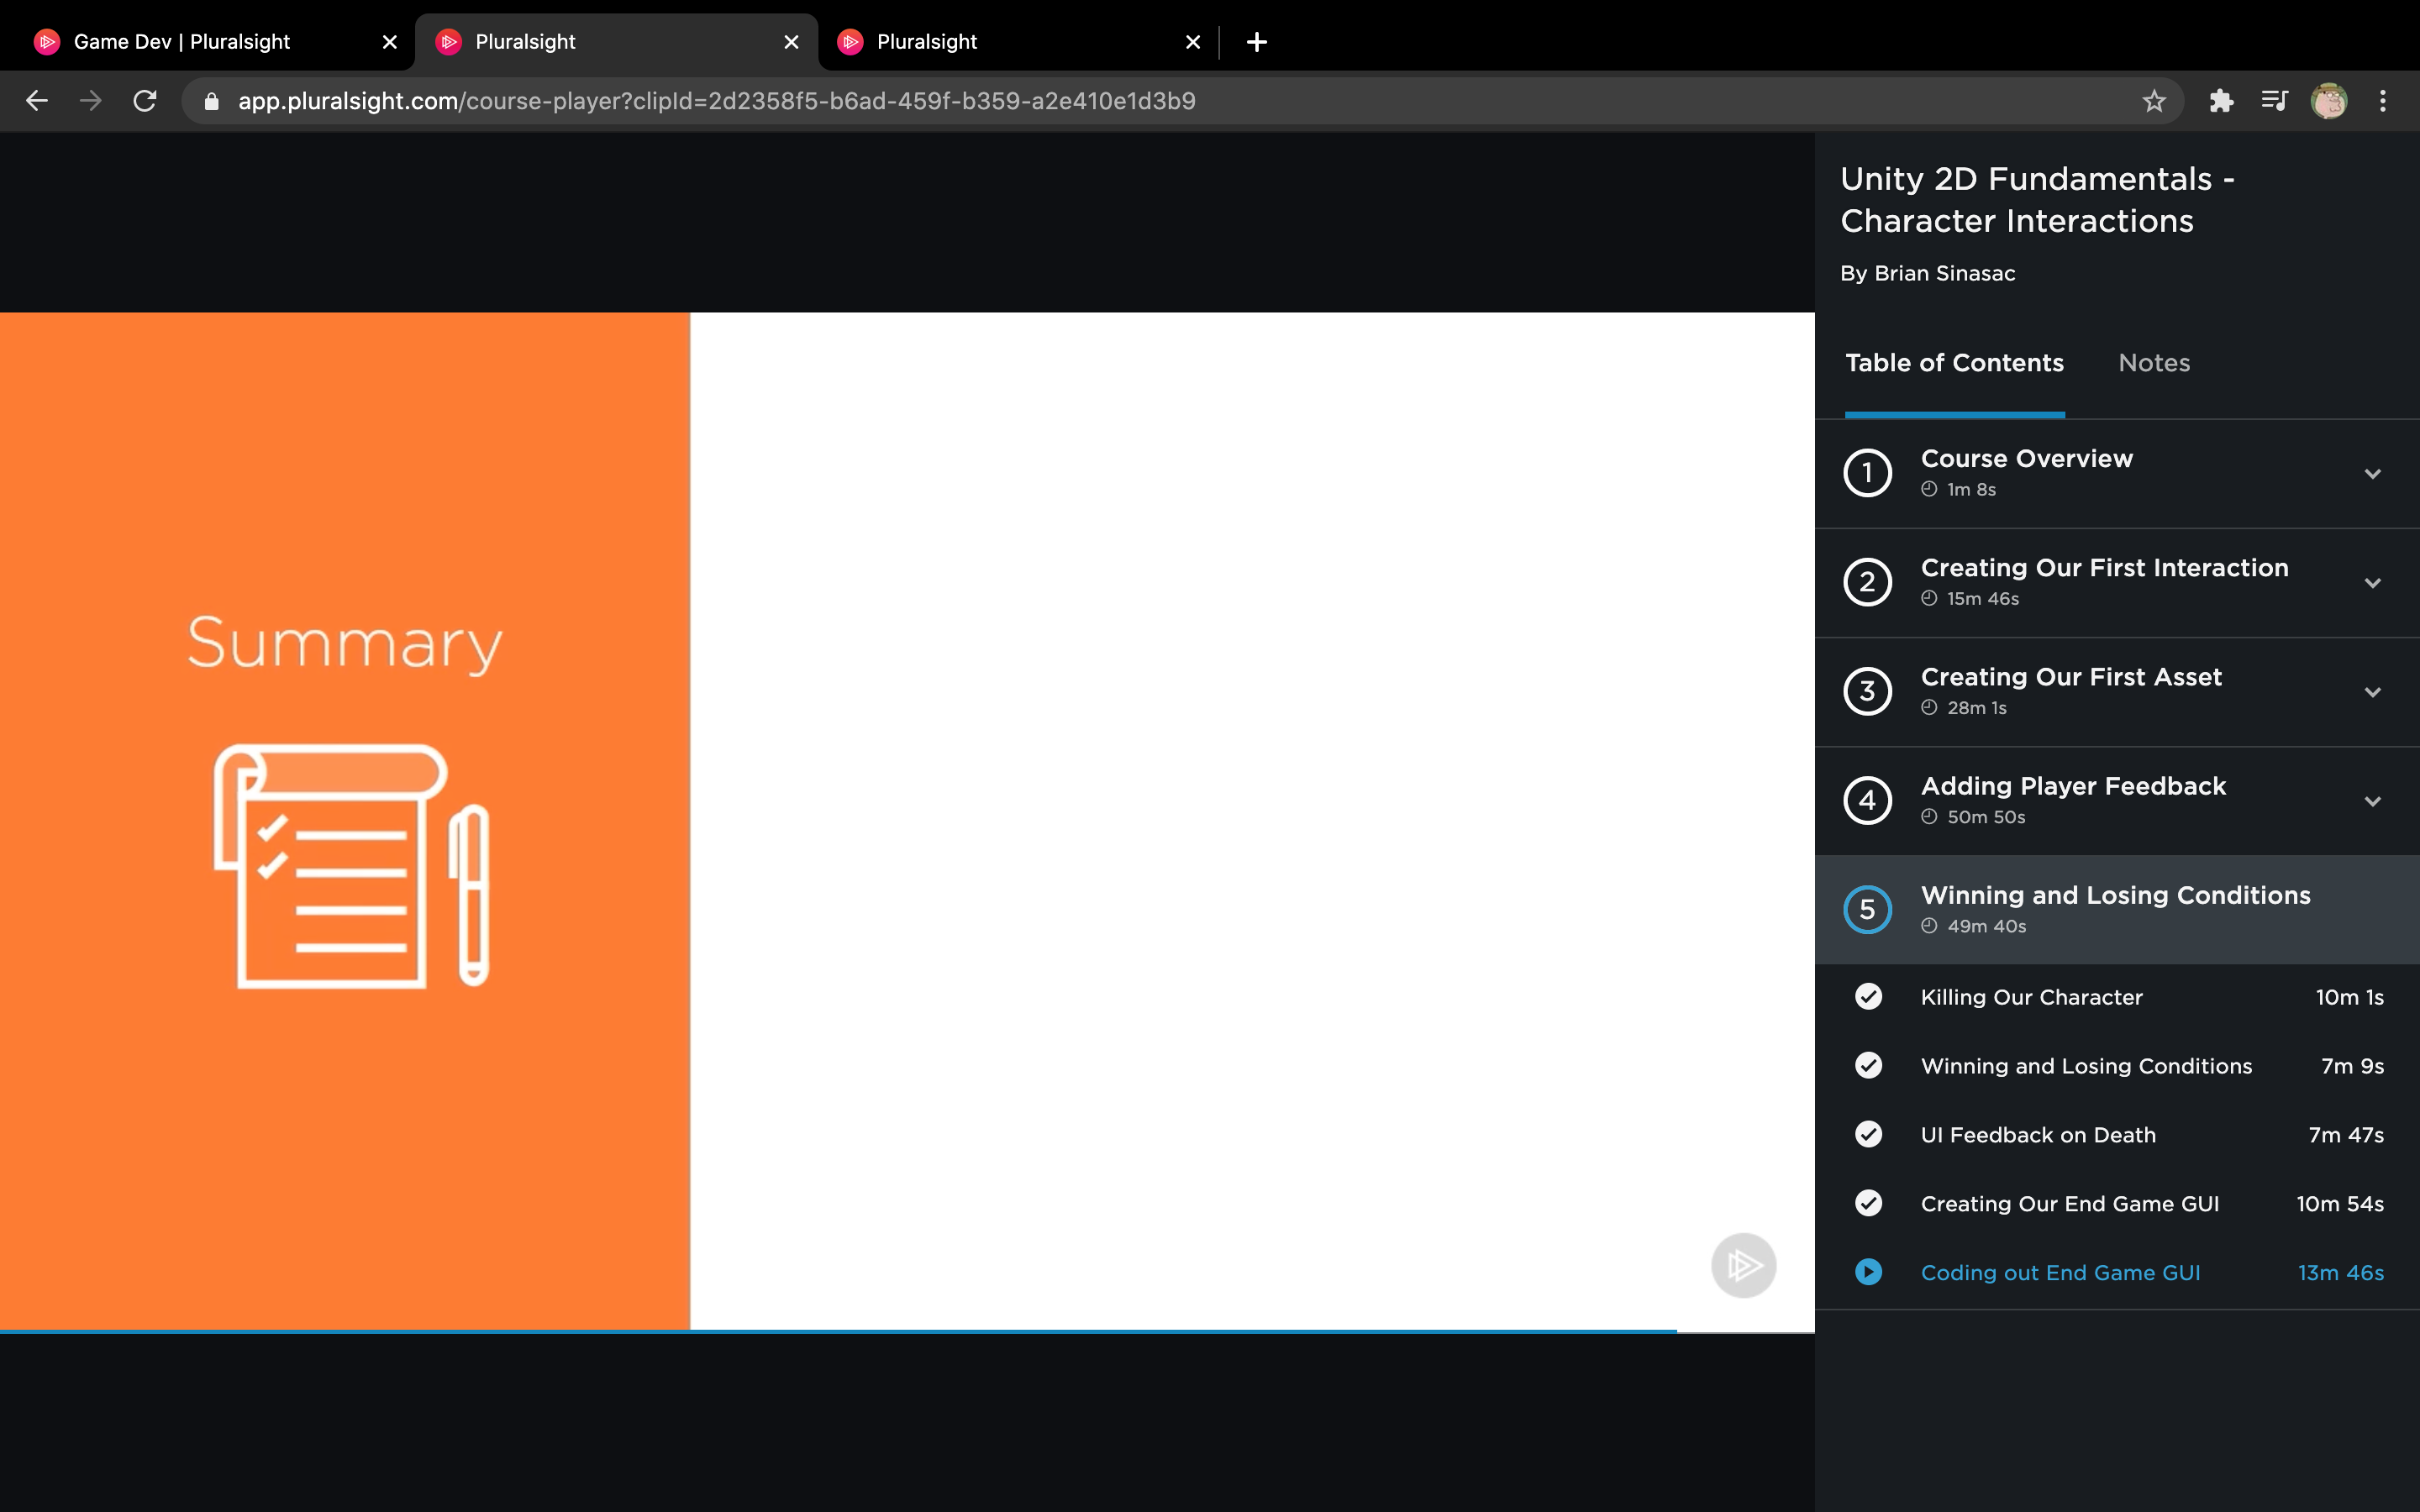 Game Dev | Pluralsight
Pluralsight
Pluralsight
app.pluralsight.com/course-player?clipId=2d2358f5-b6ad-459f-b359-a2e410e1d3b9
Summary
Unity 2D Fundamentals -
Character Interactions
By Brian Sinasac
Table of Contents
Notes
1
Course Overview
1m 8s
2
Creating Our First Interaction
15m 46s
3
Creating Our First Asset
28m 1s
4
Adding Player Feedback
50m 50s
5
Winning and Losing Conditions
49m 40s
Killing Our Character 10m 1s
Winning and Losing Conditions 7m 9s
UI Feedback on Death 7m 47s
Creating Our End Game GUI 10m 54s
Coding out End Game GUI 13m 46s